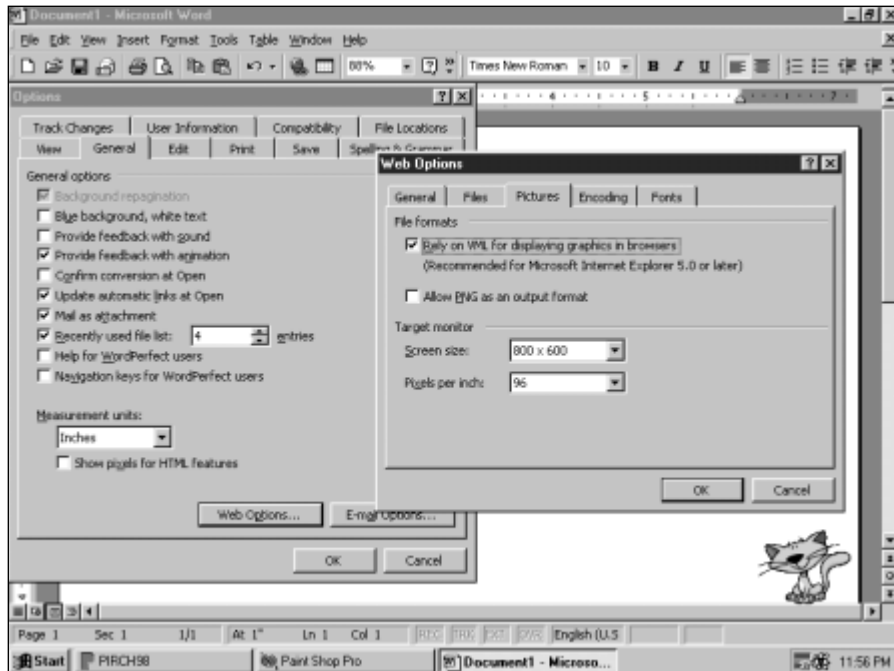 Document1 - Microsoft Word
File Edit View Insert Format Tools Table Window Help
88% Times New Roman 10 B I U
4 5 7
Options
Track Changes User Information Compatibility File Locations
View General Edit Print Save Spelling & Grammar
General options
Background repagination
Blue background, white text
Provide feedback with sound
Provide feedback with animation
Confirm conversion at Open
Update automatic links at Open
Mail as attachment
Recently used file list: 4 entries
Help for WordPerfect users
Navigation keys for WordPerfect users
Measurement units:
Inches
Show pixels for HTML features
Web Options... E-mail Options...
OK Cancel
Web Options
General Files Pictures Encoding Fonts
File formats
Rely on VML for displaying graphics in browsers
(Recommended for Microsoft Internet Explorer 5.0 or later)
Allow PNG as an output format
Target monitor
Screen size: 800 x 600
Pixels per inch: 96
OK Cancel
Page 1 Sec 1 1/1 At 1" Ln 1 Col 1 REC TRK EXT OVR English (U.S
Start PIRCH98 Paint Shop Pro Document1 - Microso... 11:56 PM